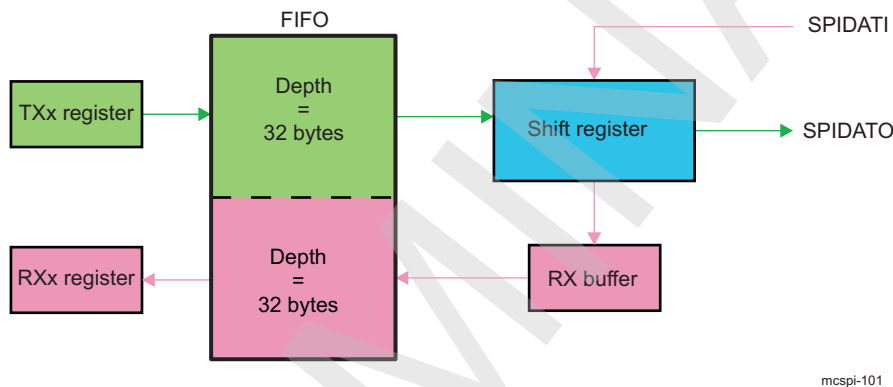 FIFO
SPIDATI
TXx register
Depth
=
32 bytes
Shift register
SPIDATO
RXx register
Depth
=
32 bytes
RX buffer
mcspi-101